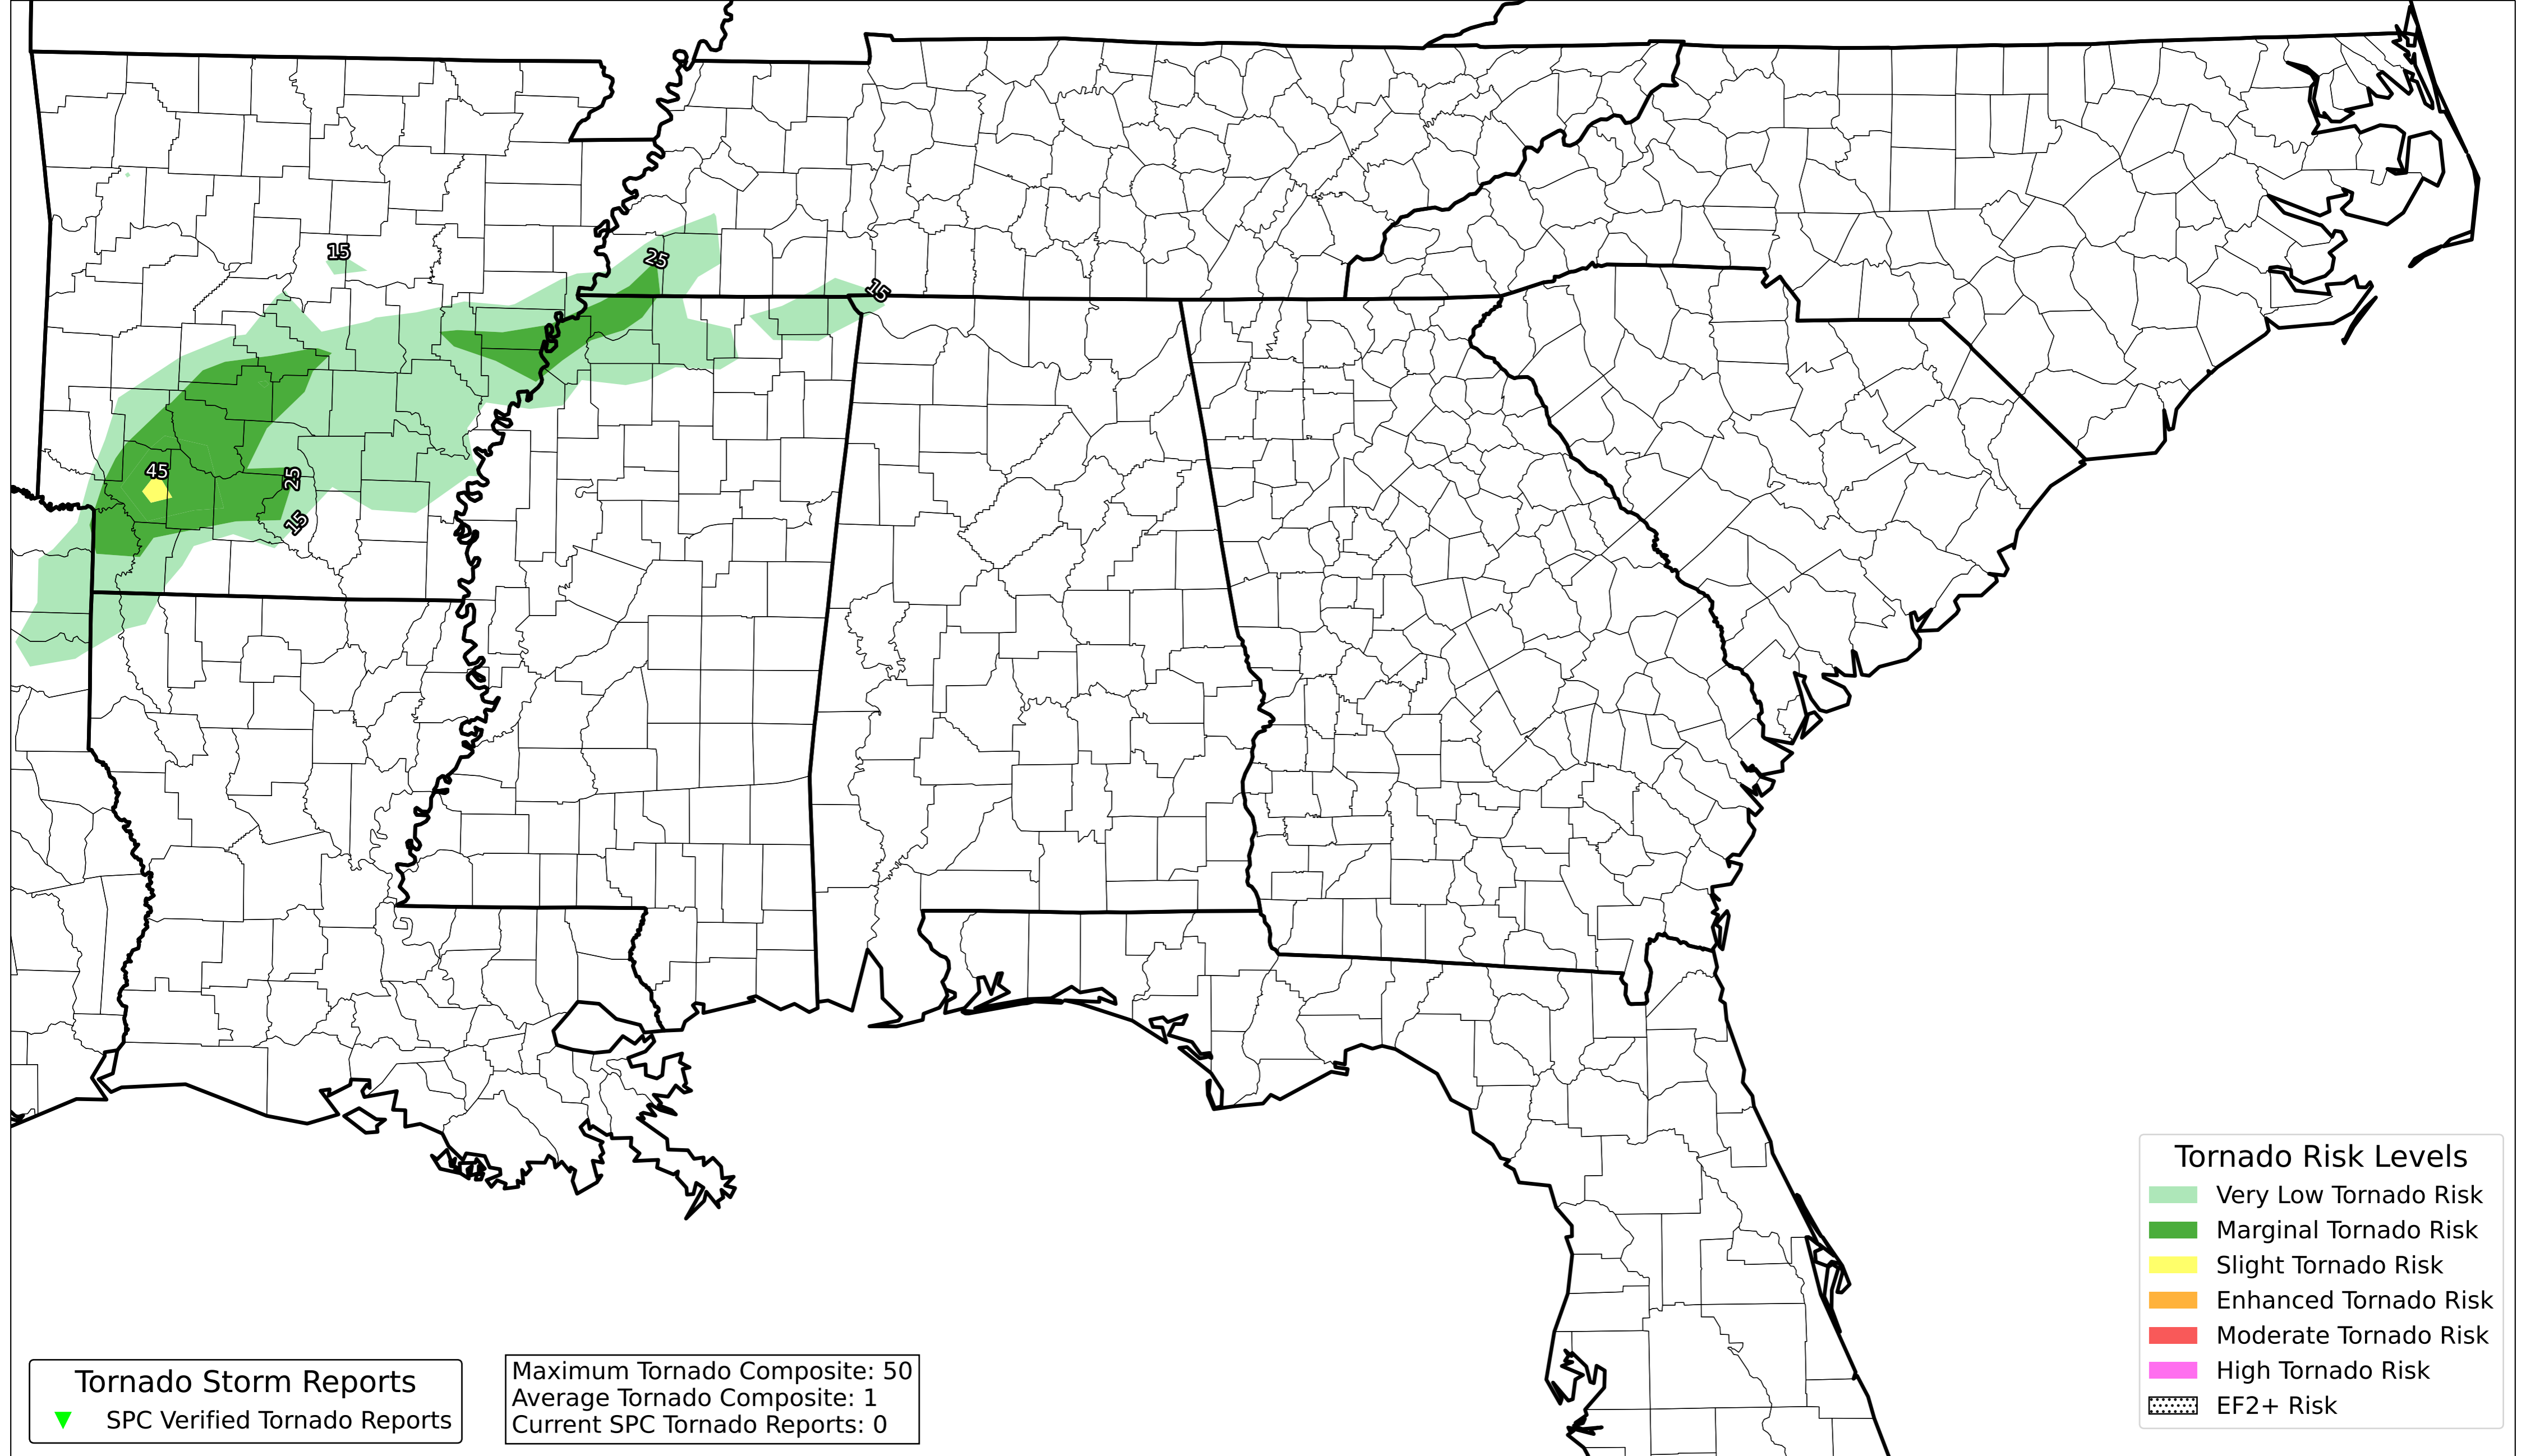 15
25
15
45
25
15
Tornado Risk Levels
Very Low Tornado Risk
Marginal Tornado Risk
Slight Tornado Risk
Enhanced Tornado Risk
Moderate Tornado Risk
High Tornado Risk
EF2+ Risk
Tornado Storm Reports
SPC Verified Tornado Reports
Maximum Tornado Composite: 50
Average Tornado Composite: 1
Current SPC Tornado Reports: 0